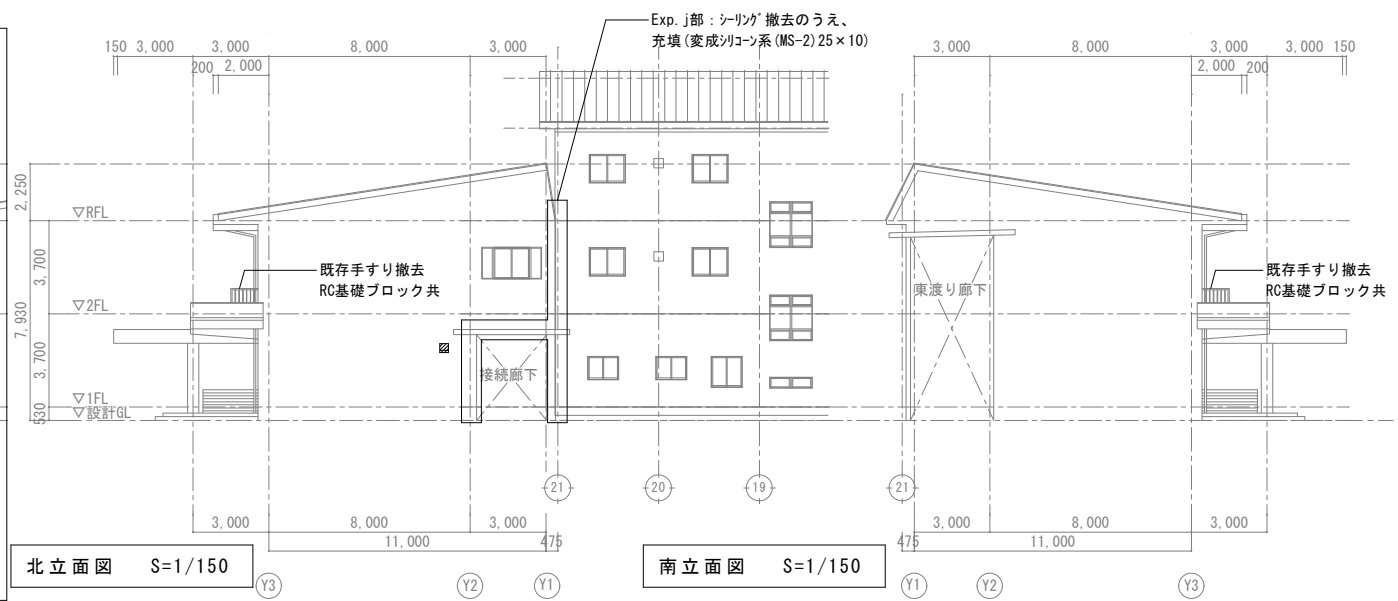 Exp. j部：ｼｰﾘﾝｸﾞ撤去のうえ、
充填(変成ｼﾘｺｰﾝ系(MS-2)25×10)
150 3,000 3,000 8,000 3,000
200 2,000
3,000 8,000 3,000 3,000 150
2,000 200
2,250
▽RFL
3,700
7,930
▽2FL
3,700
▽1FL
▽設計GL
530
既存手すり撤去
RC基礎ブロック共
接続廊下
東渡り廊下
既存手すり撤去
RC基礎ブロック共
21 20 19 21
3,000 8,000 3,000
11,000 475
3,000 8,000 3,000
475 11,000
北立面図 S=1/150
南立面図 S=1/150
Y3 Y2 Y1
Y1 Y2 Y3